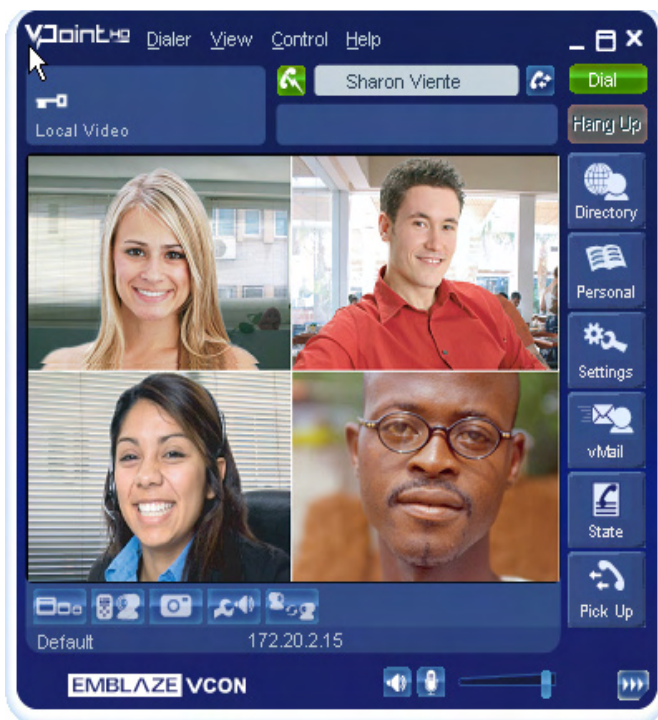 VPointHD Dialer View Control Help
Sharon Viente
Dial
Local Video
Hang Up
Directory
Personal
Settings
vMail
State
Pick Up
Default 172.20.2.15
EMBLAZE VCON